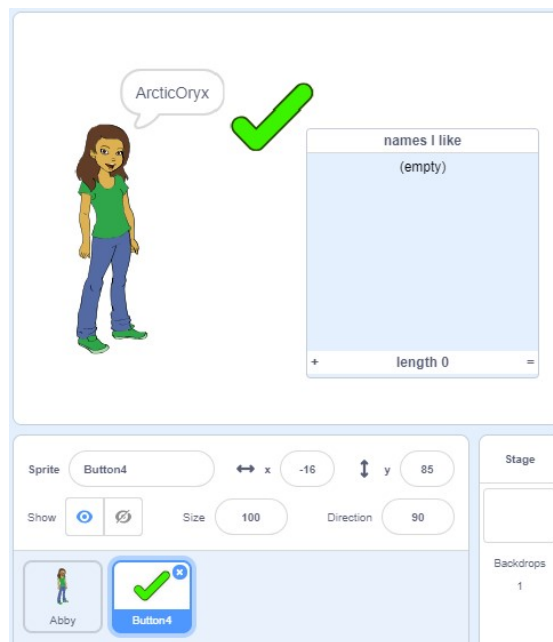 ArcticOryx
names I like
(empty)
+ length 0 =
Sprite Button4 x -16 y 85
Show Size 100 Direction 90
Abby
Button4
Stage
Backdrops
1